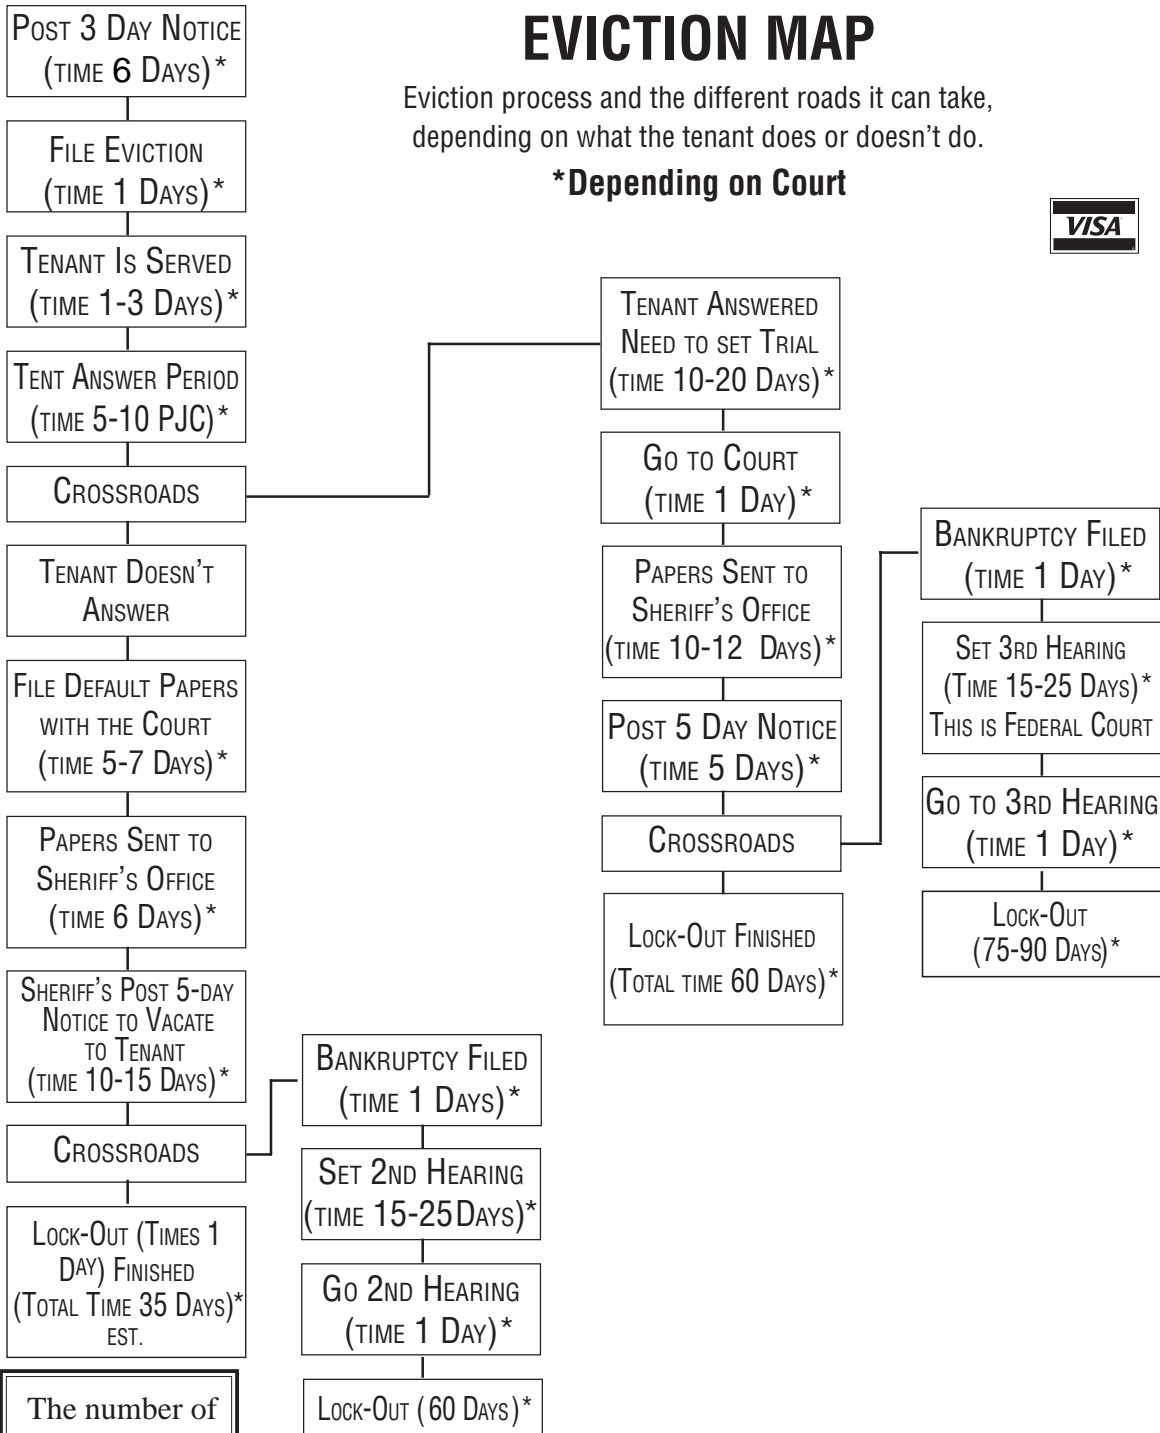 EVICTION MAP
Eviction process and the different roads it can take,
depending on what the tenant does or doesn't do.
*Depending on Court
VISA
POST 3 DAY NOTICE
(TIME 6 DAYS)*
FILE EVICTION
(TIME 1 DAYS)*
TENANT IS SERVED
(TIME 1-3 DAYS)*
TENT ANSWER PERIOD
(TIME 5-10 PJC)*
CROSSROADS
TENANT DOESN'T
ANSWER
FILE DEFAULT PAPERS
WITH THE COURT
(TIME 5-7 DAYS)*
PAPERS SENT TO
SHERIFF'S OFFICE
(TIME 6 DAYS)*
SHERIFF'S POST 5-DAY
NOTICE TO VACATE
TO TENANT
(TIME 10-15 DAYS)*
CROSSROADS
LOCK-OUT (TIMES 1
DAY) FINISHED
(TOTAL TIME 35 DAYS)*
EST.
The number of
BANKRUPTCY FILED
(TIME 1 DAYS)*
SET 2ND HEARING
(TIME 15-25DAYS)*
GO 2ND HEARING
(TIME 1 DAY)*
LOCK-OUT (60 DAYS)*
TENANT ANSWERED
NEED TO SET TRIAL
(TIME 10-20 DAYS)*
GO TO COURT
(TIME 1 DAY)*
PAPERS SENT TO
SHERIFF'S OFFICE
(TIME 10-12 DAYS)*
POST 5 DAY NOTICE
(TIME 5 DAYS)*
CROSSROADS
LOCK-OUT FINISHED
(TOTAL TIME 60 DAYS)*
BANKRUPTCY FILED
(TIME 1 DAY)*
SET 3RD HEARING
(TIME 15-25 DAYS)*
THIS IS FEDERAL COURT
GO TO 3RD HEARING
(TIME 1 DAY)*
LOCK-OUT
(75-90 DAYS)*